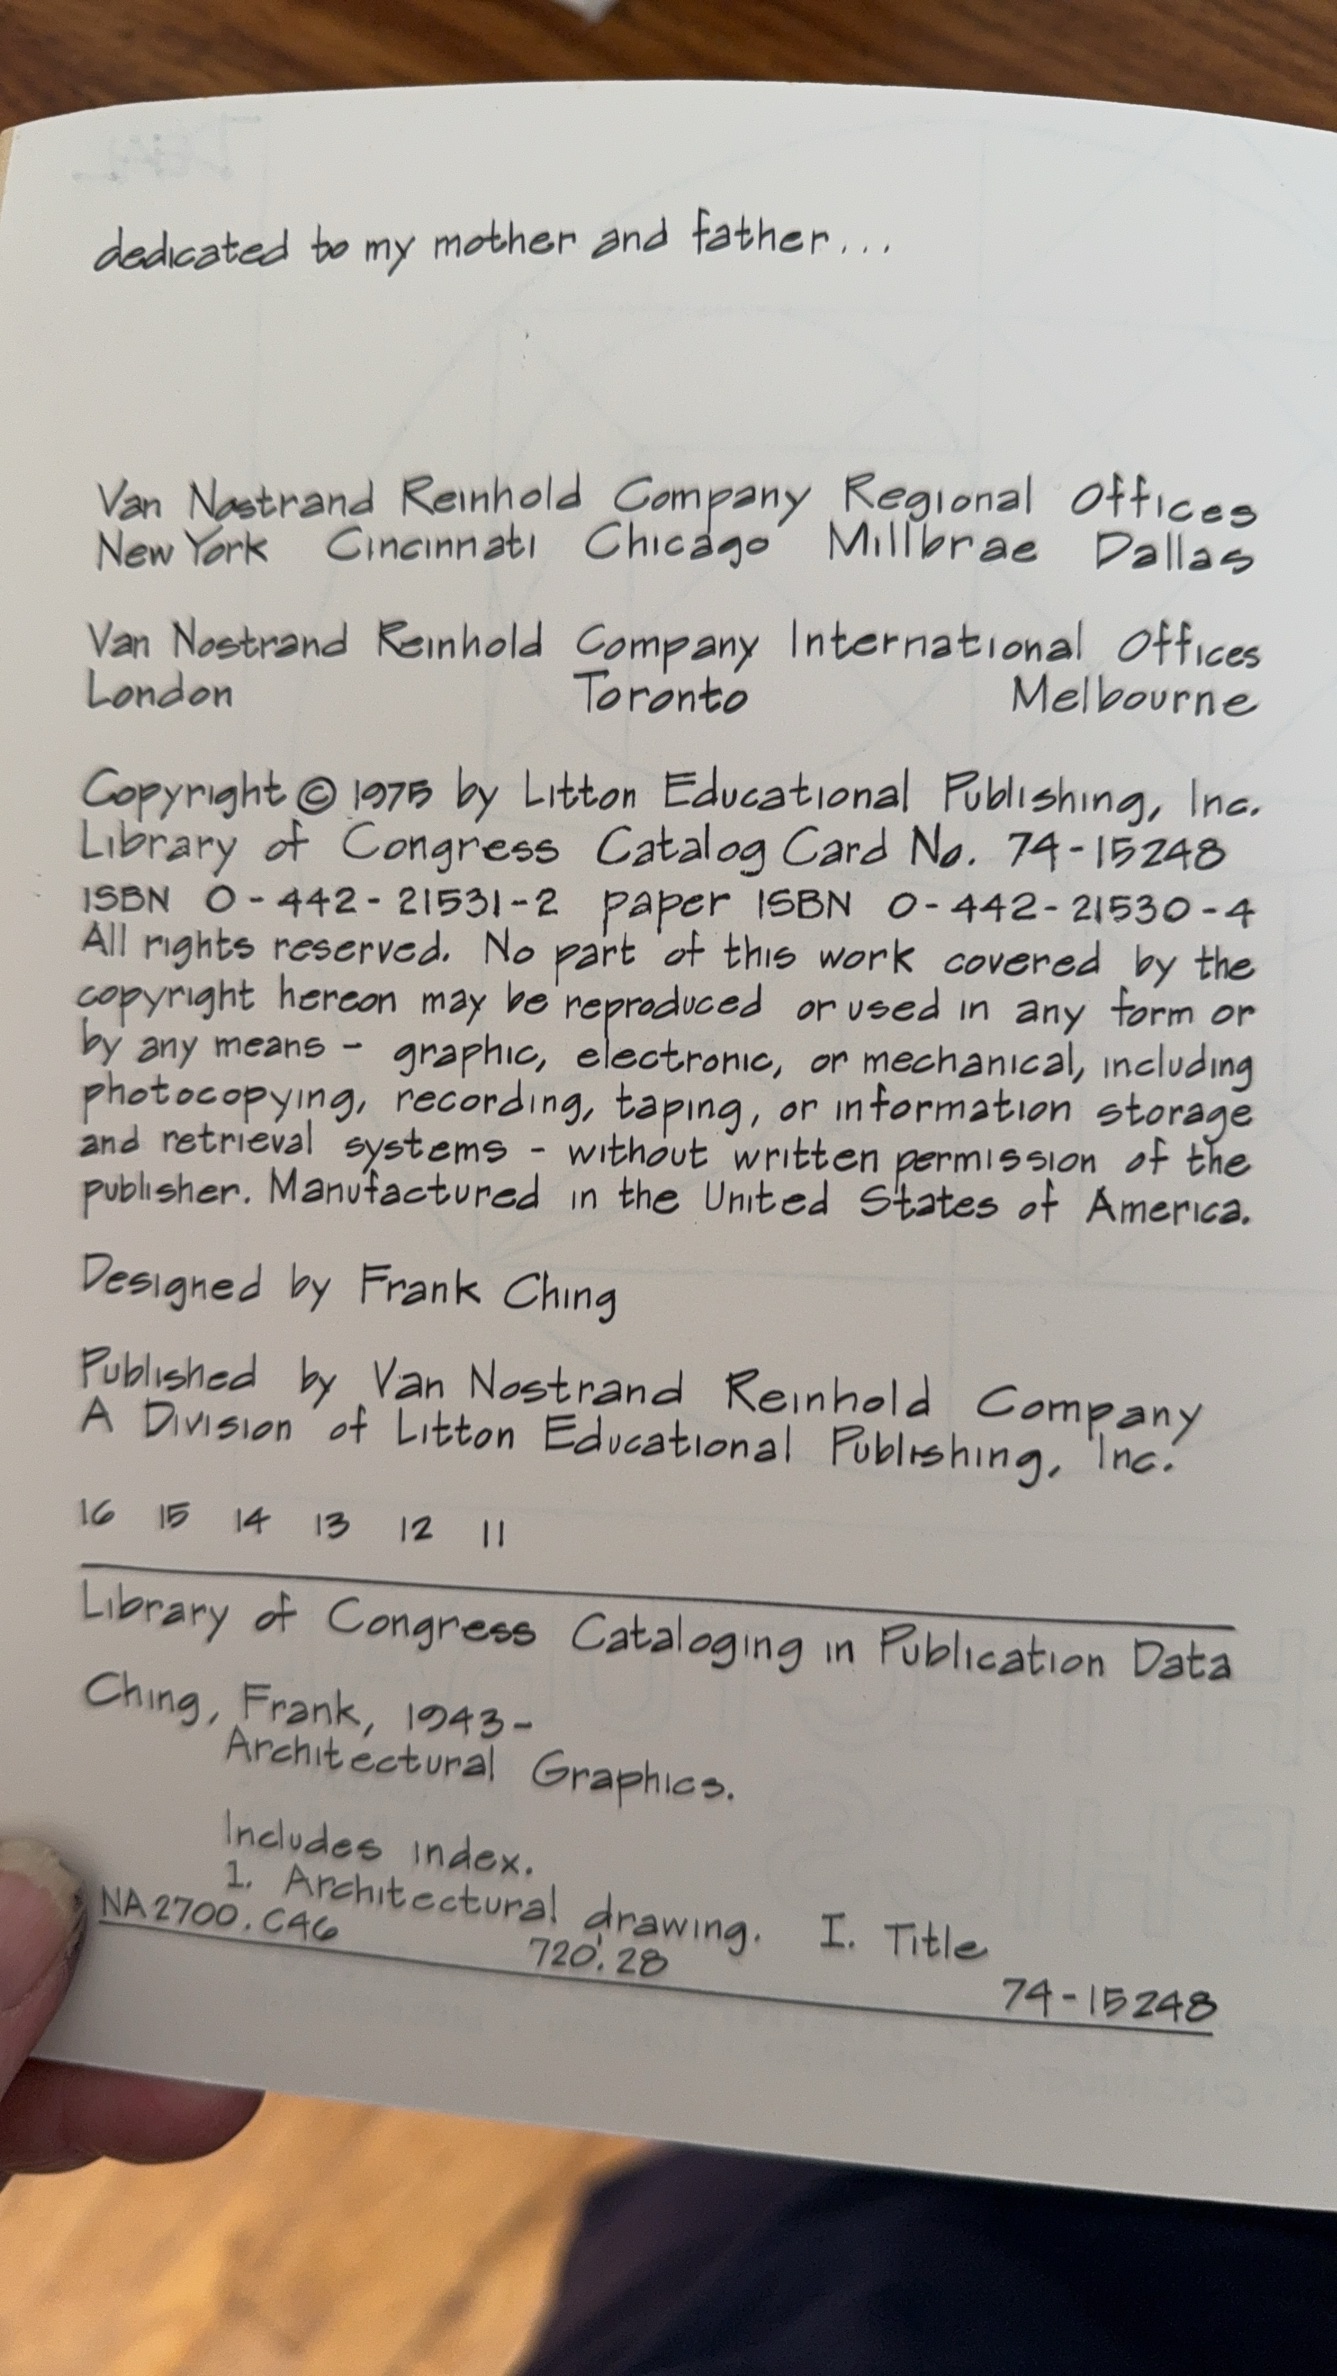 dedicated to my mother and father...
Van Nostrand Reinhold Company Regional Offices
New York Cincinnati Chicago Millbrae Dallas
Van Nostrand Reinhold Company International Offices
London Toronto Melbourne
Copyright © 1975 by Litton Educational Publishing, Inc.
Library of Congress Catalog Card No. 74-15248
ISBN 0-442-21531-2 paper ISBN 0-442-21530-4
All rights reserved. No part of this work covered by the
copyright hereon may be reproduced or used in any form or
by any means - graphic, electronic, or mechanical, including
photocopying, recording, taping, or information storage
and retrieval systems - without written permission of the
publisher. Manufactured in the United States of America.
Designed by Frank Ching
Published by Van Nostrand Reinhold Company
A Division of Litton Educational Publishing, Inc.
16 15 14 13 12 11
Library of Congress Cataloging in Publication Data
Ching, Frank, 1943-
Architectural Graphics.
Includes index.
1. Architectural drawing. I. Title
NA2700.C46 720'.28 74-15248